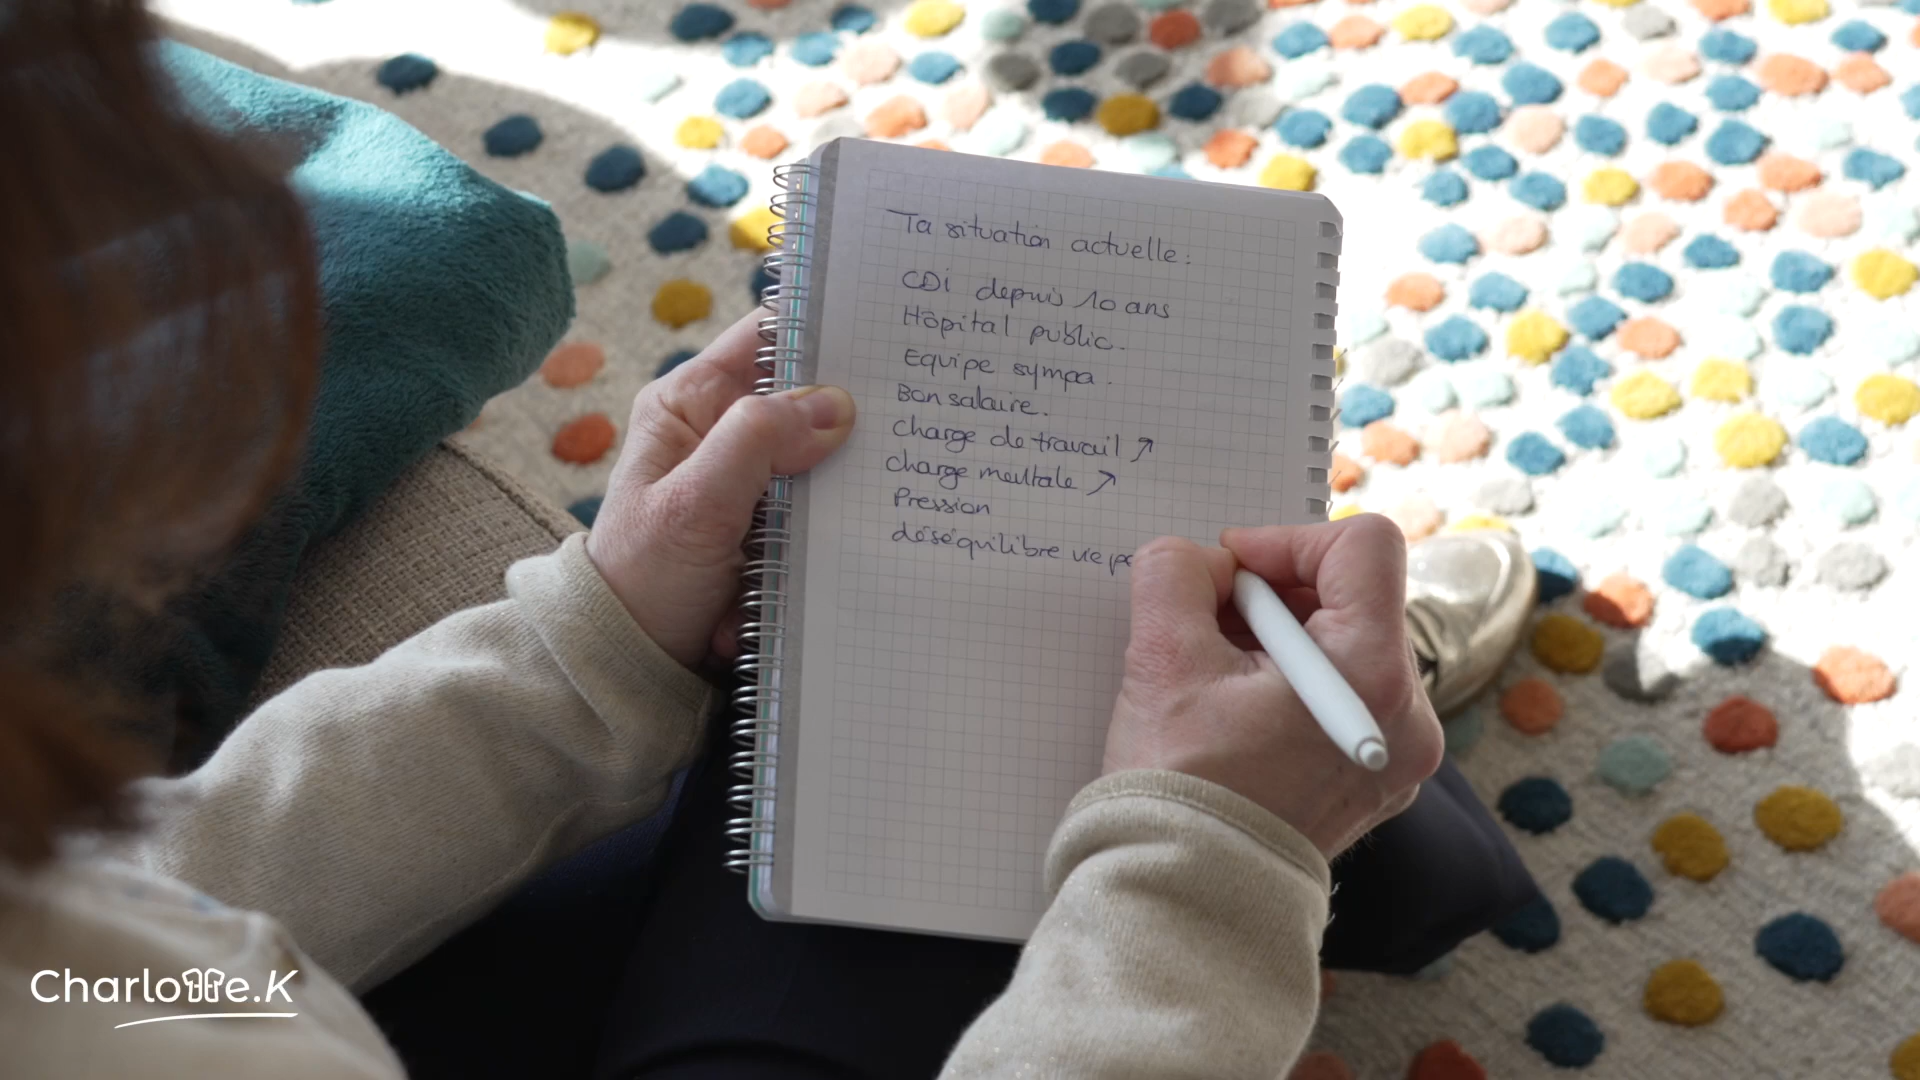 Ta situation actuelle :
CDi depuis 10 ans
Hôpital public.
Equipe sympa.
Bon salaire.
Charge de travail ↗
charge mentale ↗
Pression
déséquilibre vie pe
Charlotte.K